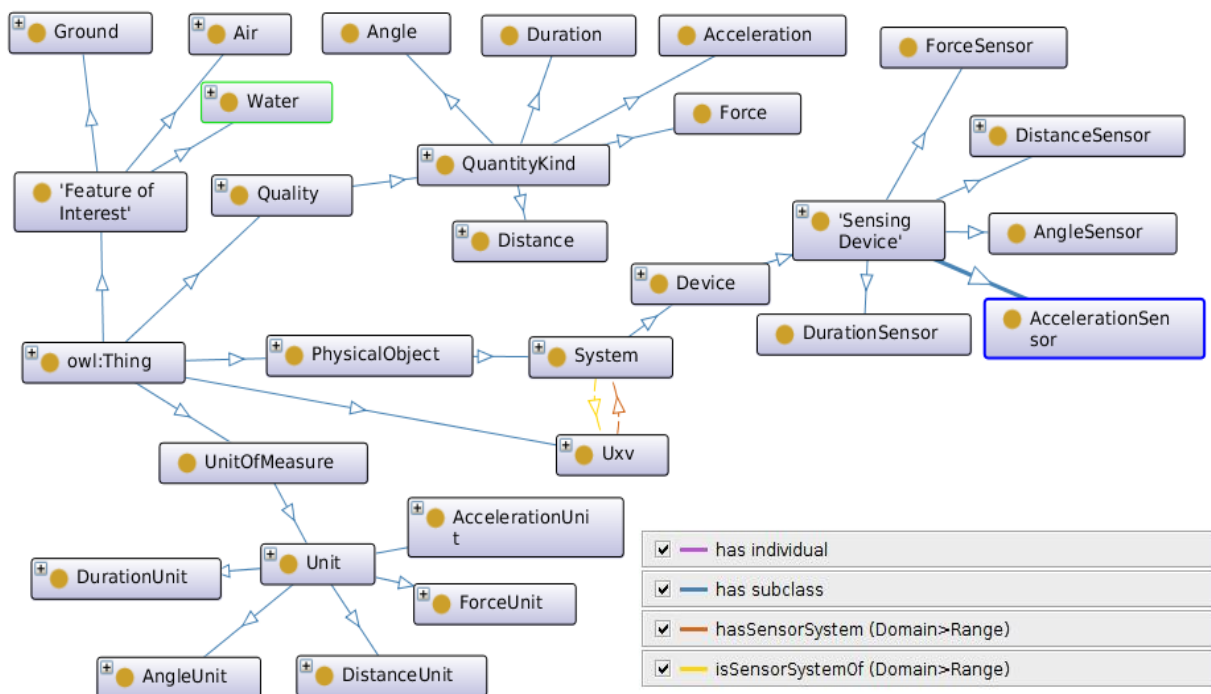 Ground
Air
Angle
Duration
Acceleration
ForceSensor
Water
Force
DistanceSensor
'Feature of
Interest'
Quality
QuantityKind
Distance
'Sensing
Device'
AngleSensor
Device
DurationSensor
AccelerationSen
sor
owl:Thing
PhysicalObject
System
UnitOfMeasure
Uxv
AccelerationUni
t
DurationUnit
Unit
ForceUnit
AngleUnit
DistanceUnit
has individual
has subclass
hasSensorSystem (Domain>Range)
isSensorSystemOf (Domain>Range)